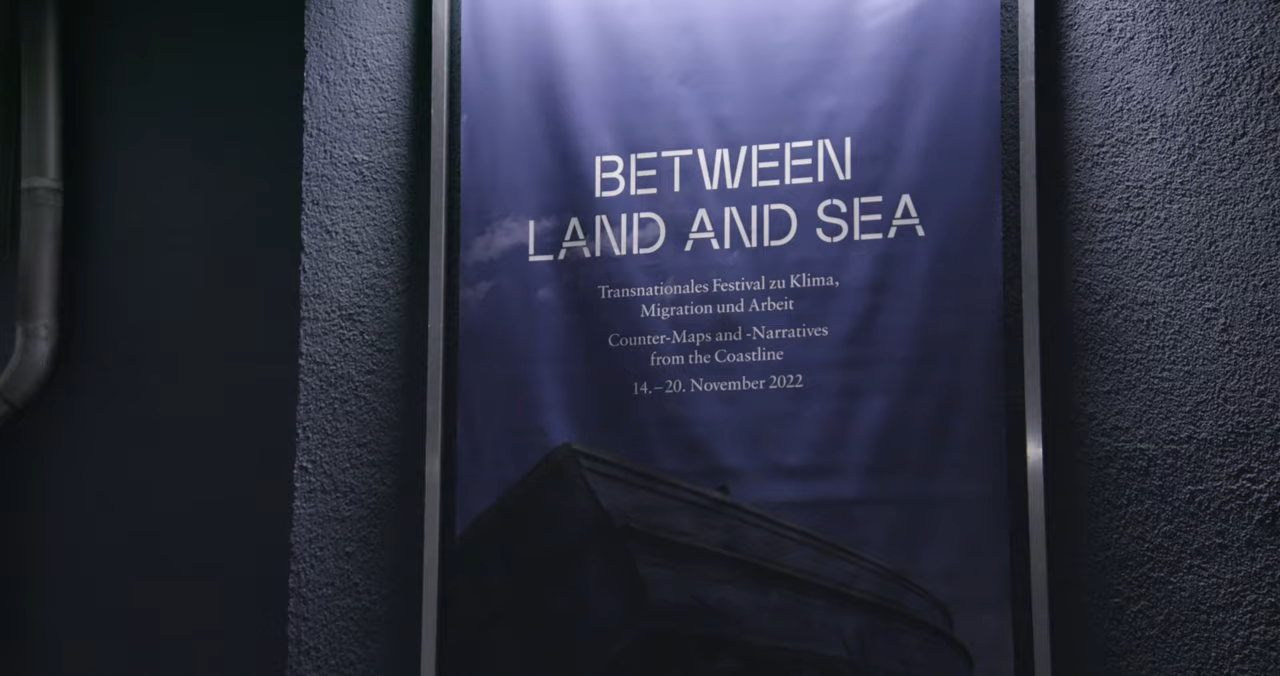 BETWEEN
LAND AND SEA
Transnationales Festival zu Klima,
Migration und Arbeit
Counter-Maps and -Narratives
from the Coastline
14.–20. November 2022